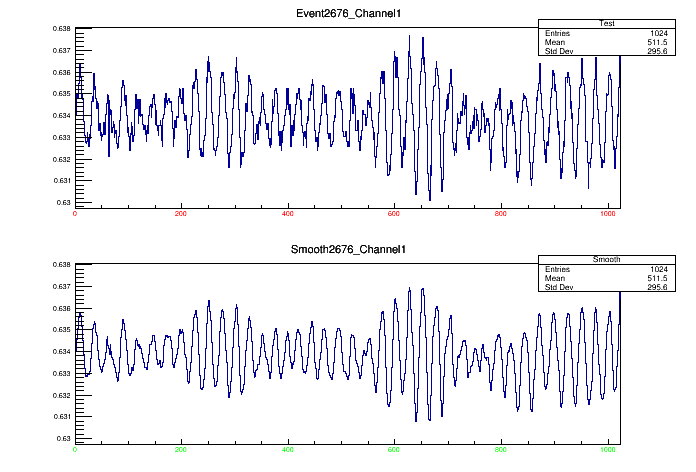 Event2676_Channel1
Test
Entries 1024
Mean 511.5
Std Dev 295.6
0.638
0.637
0.636
0.635
0.634
0.633
0.632
0.631
0.63
0 200 400 600 800 1000
Smooth2676_Channel1
Smooth
Entries 1024
Mean 511.5
Std Dev 295.6
0.638
0.637
0.636
0.635
0.634
0.633
0.632
0.631
0.63
0 200 400 600 800 1000